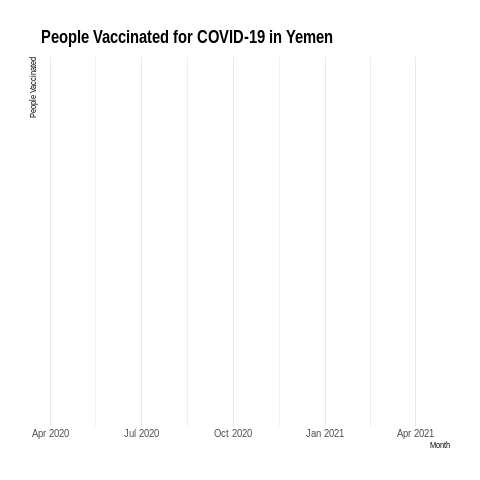 People Vaccinated for COVID-19 in Yemen
People Vaccinated
Apr 2020 Jul 2020 Oct 2020 Jan 2021 Apr 2021
Month